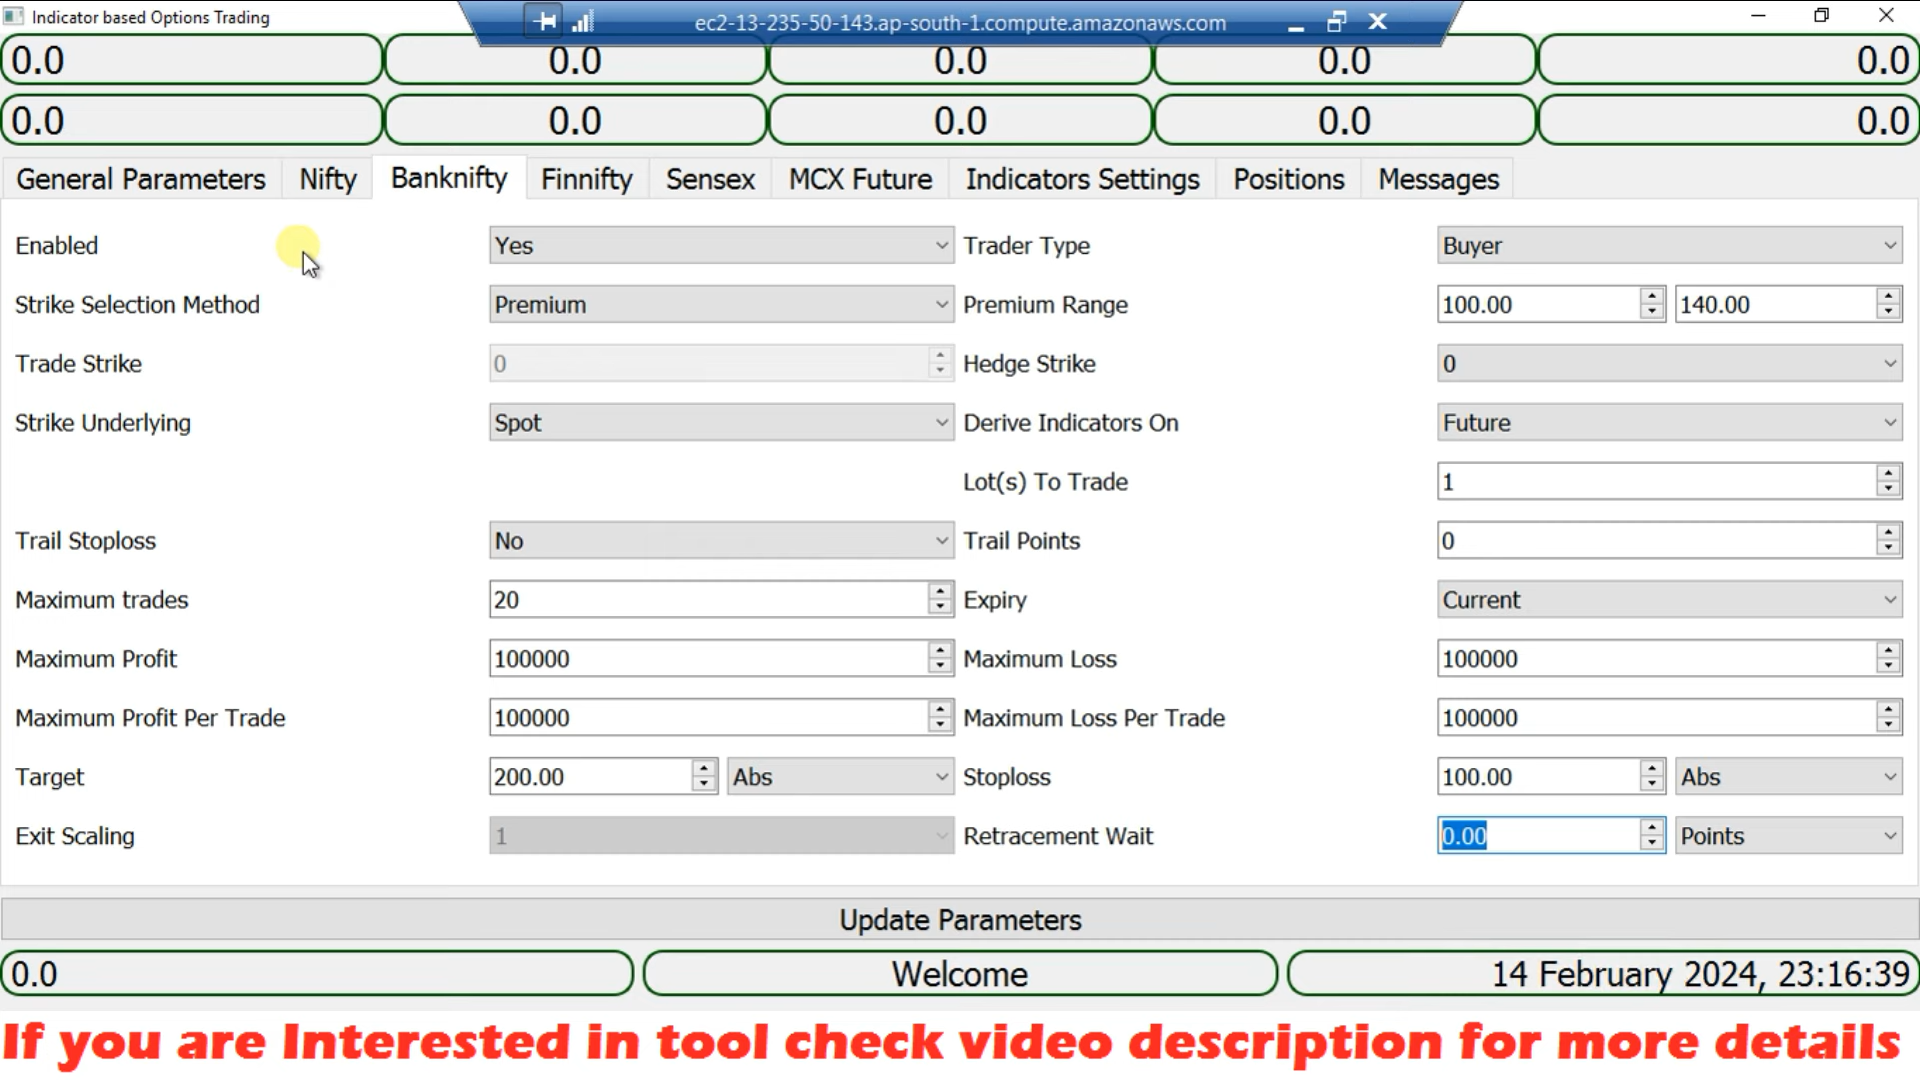 Indicator based Options Trading
ec2-13-235-50-143.ap-south-1.compute.amazonaws.com
0.0 0.0 0.0 0.0 0.0
0.0 0.0 0.0 0.0 0.0
General Parameters Nifty Banknifty Finnifty Sensex MCX Future Indicators Settings Positions Messages
Enabled Yes Trader Type Buyer
Strike Selection Method Premium Premium Range 100.00 140.00
Trade Strike 0 Hedge Strike 0
Strike Underlying Spot Derive Indicators On Future
Lot(s) To Trade 1
Trail Stoploss No Trail Points 0
Maximum trades 20 Expiry Current
Maximum Profit 100000 Maximum Loss 100000
Maximum Profit Per Trade 100000 Maximum Loss Per Trade 100000
Target 200.00 Abs Stoploss 100.00 Abs
Exit Scaling 1 Retracement Wait 0.00 Points
Update Parameters
0.0 Welcome 14 February 2024, 23:16:39
If you are Interested in tool check video description for more details